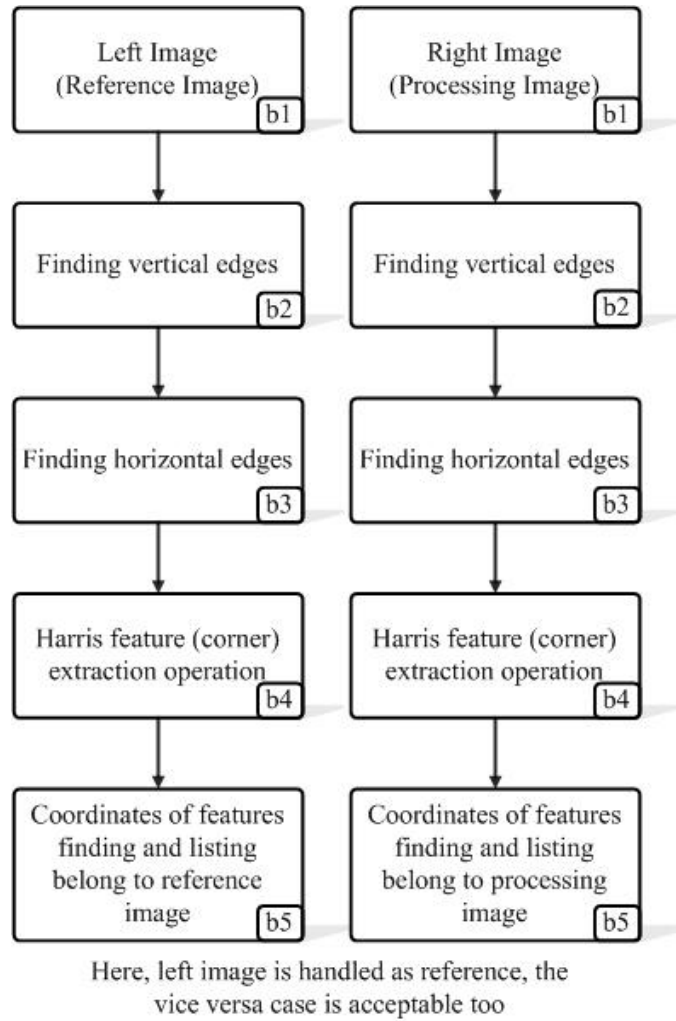 Left Image
(Reference Image)
b1
Finding vertical edges
b2
Finding horizontal edges
b3
Harris feature (corner)
extraction operation
b4
Coordinates of features
finding and listing
belong to reference
image
b5
Right Image
(Processing Image)
b1
Finding vertical edges
b2
Finding horizontal edges
b3
Harris feature (corner)
extraction operation
b4
Coordinates of features
finding and listing
belong to processing
image
b5
Here, left image is handled as reference, the
vice versa case is acceptable too